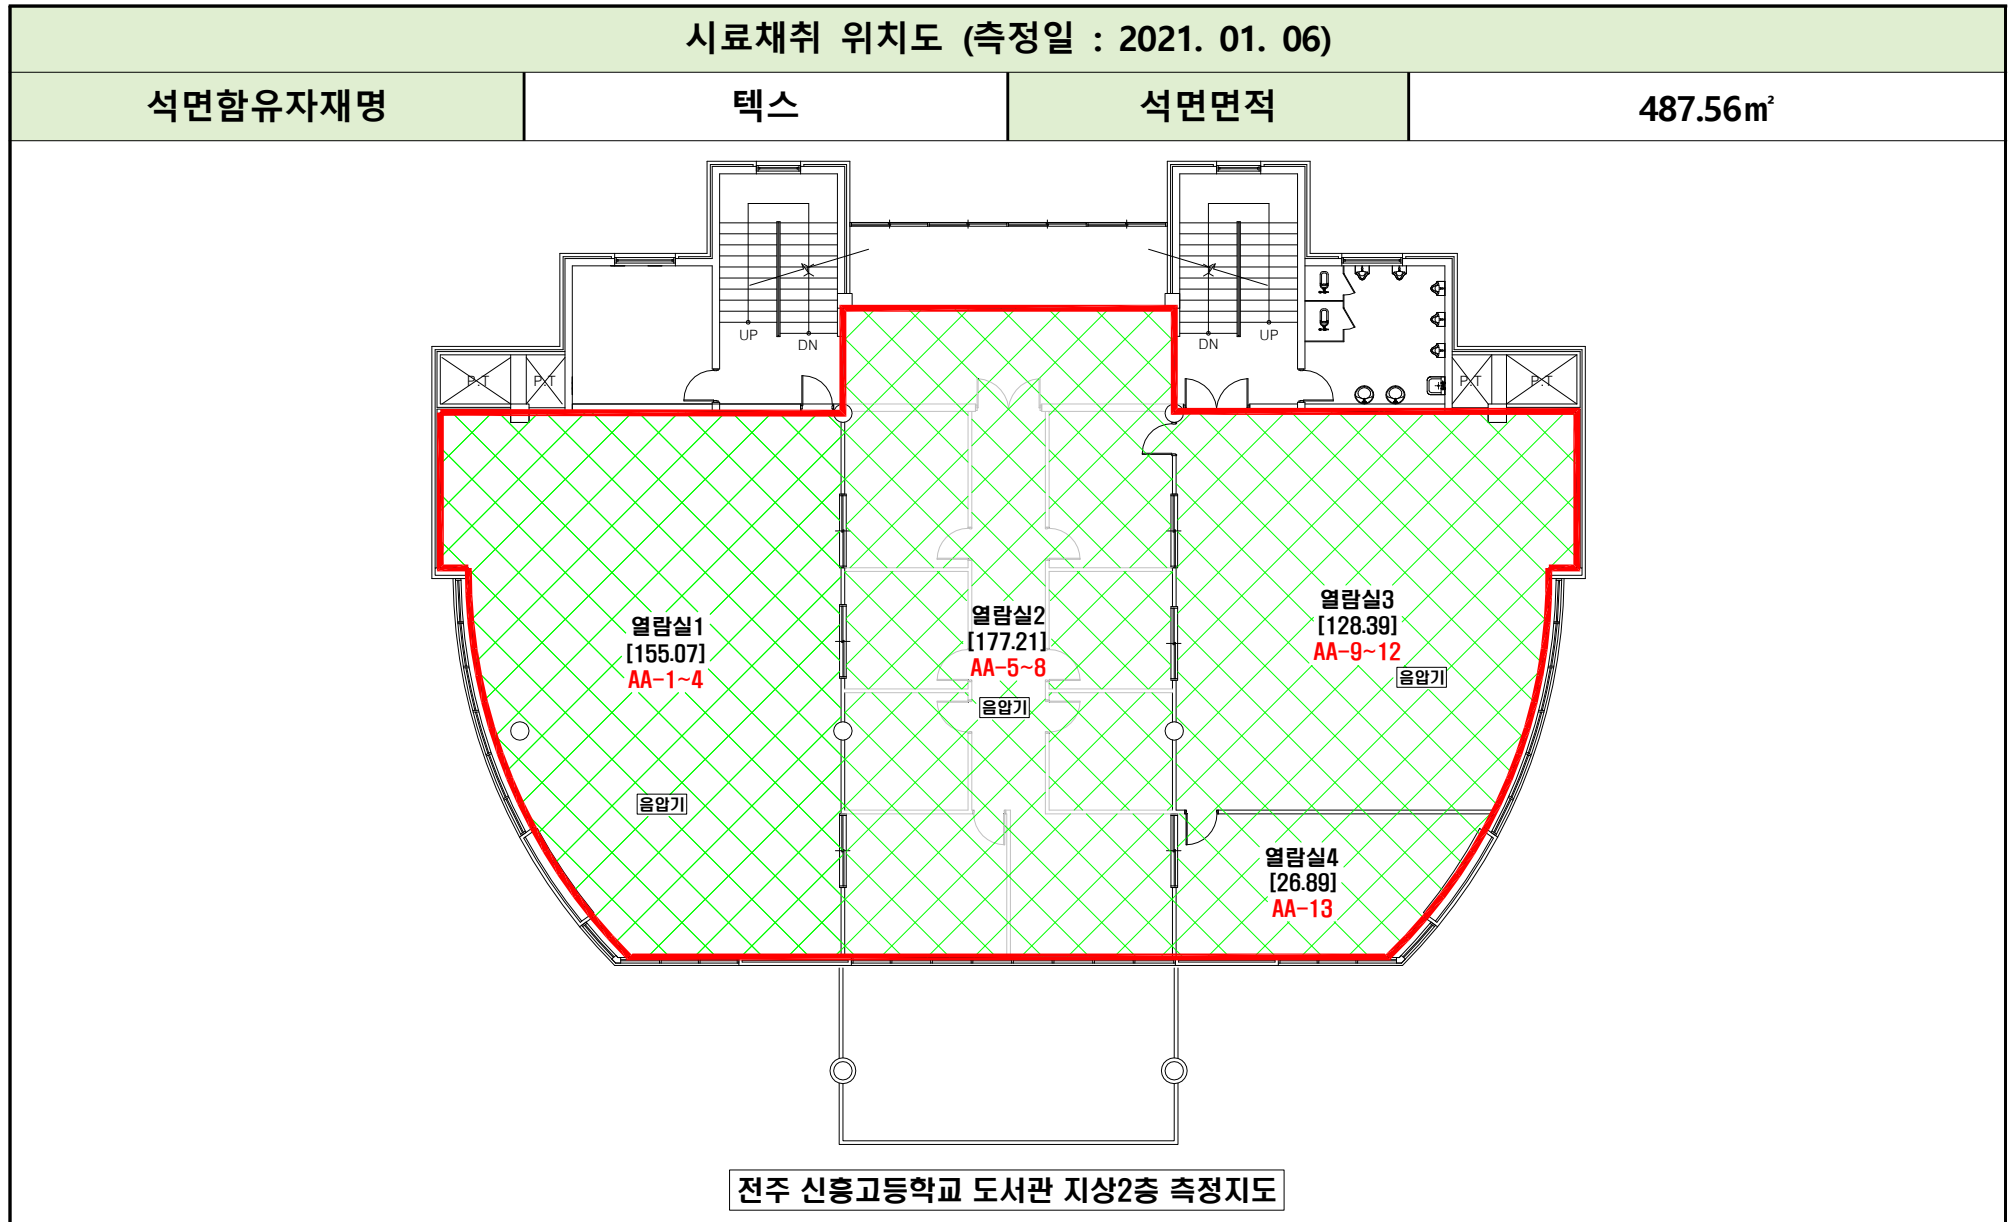 시료채취 위치도 (측정일 : 2021. 01. 06)
석면함유자재명
텍스
석면면적
487.56㎡
UP
DN
DN
UP
P.T
P.T
P.T
P.T
열람실1
[155.07]
AA-1~4
음압기
열람실2
[177.21]
AA-5~8
음압기
열람실3
[128.39]
AA-9~12
음압기
열람실4
[26.89]
AA-13
전주 신흥고등학교 도서관 지상2층 측정지도